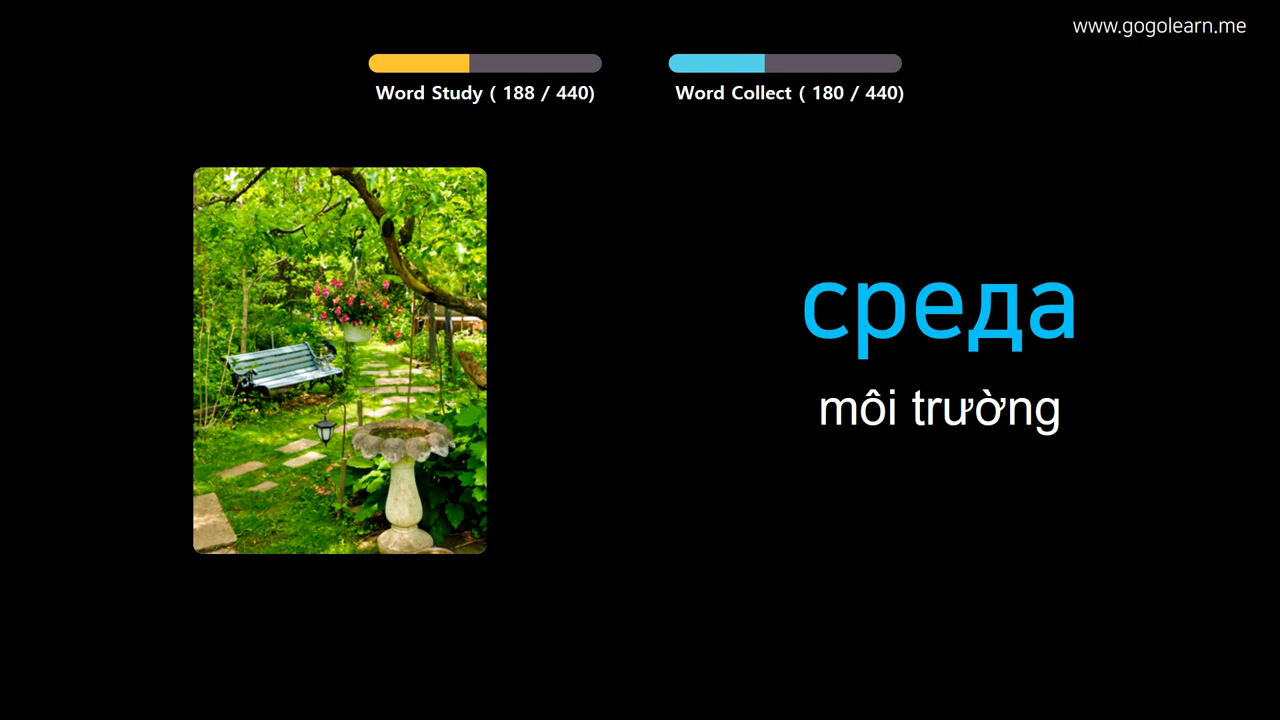 www.gogolearn.me
Word Study ( 188 / 440)
Word Collect ( 180 / 440)
среда
môi trường